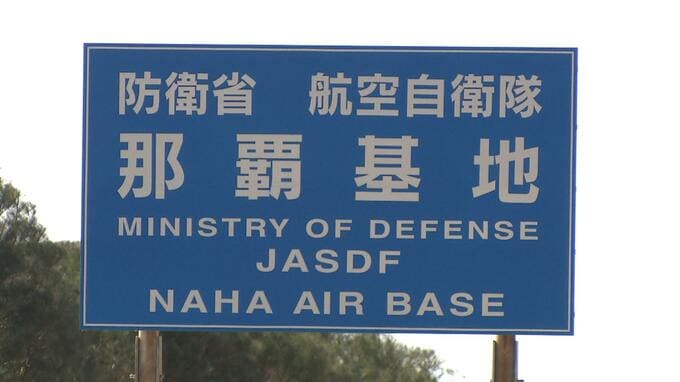 防衛省 航空自衛隊
那覇基地
MINISTRY OF DEFENSE
JASDF
NAHA AIR BASE